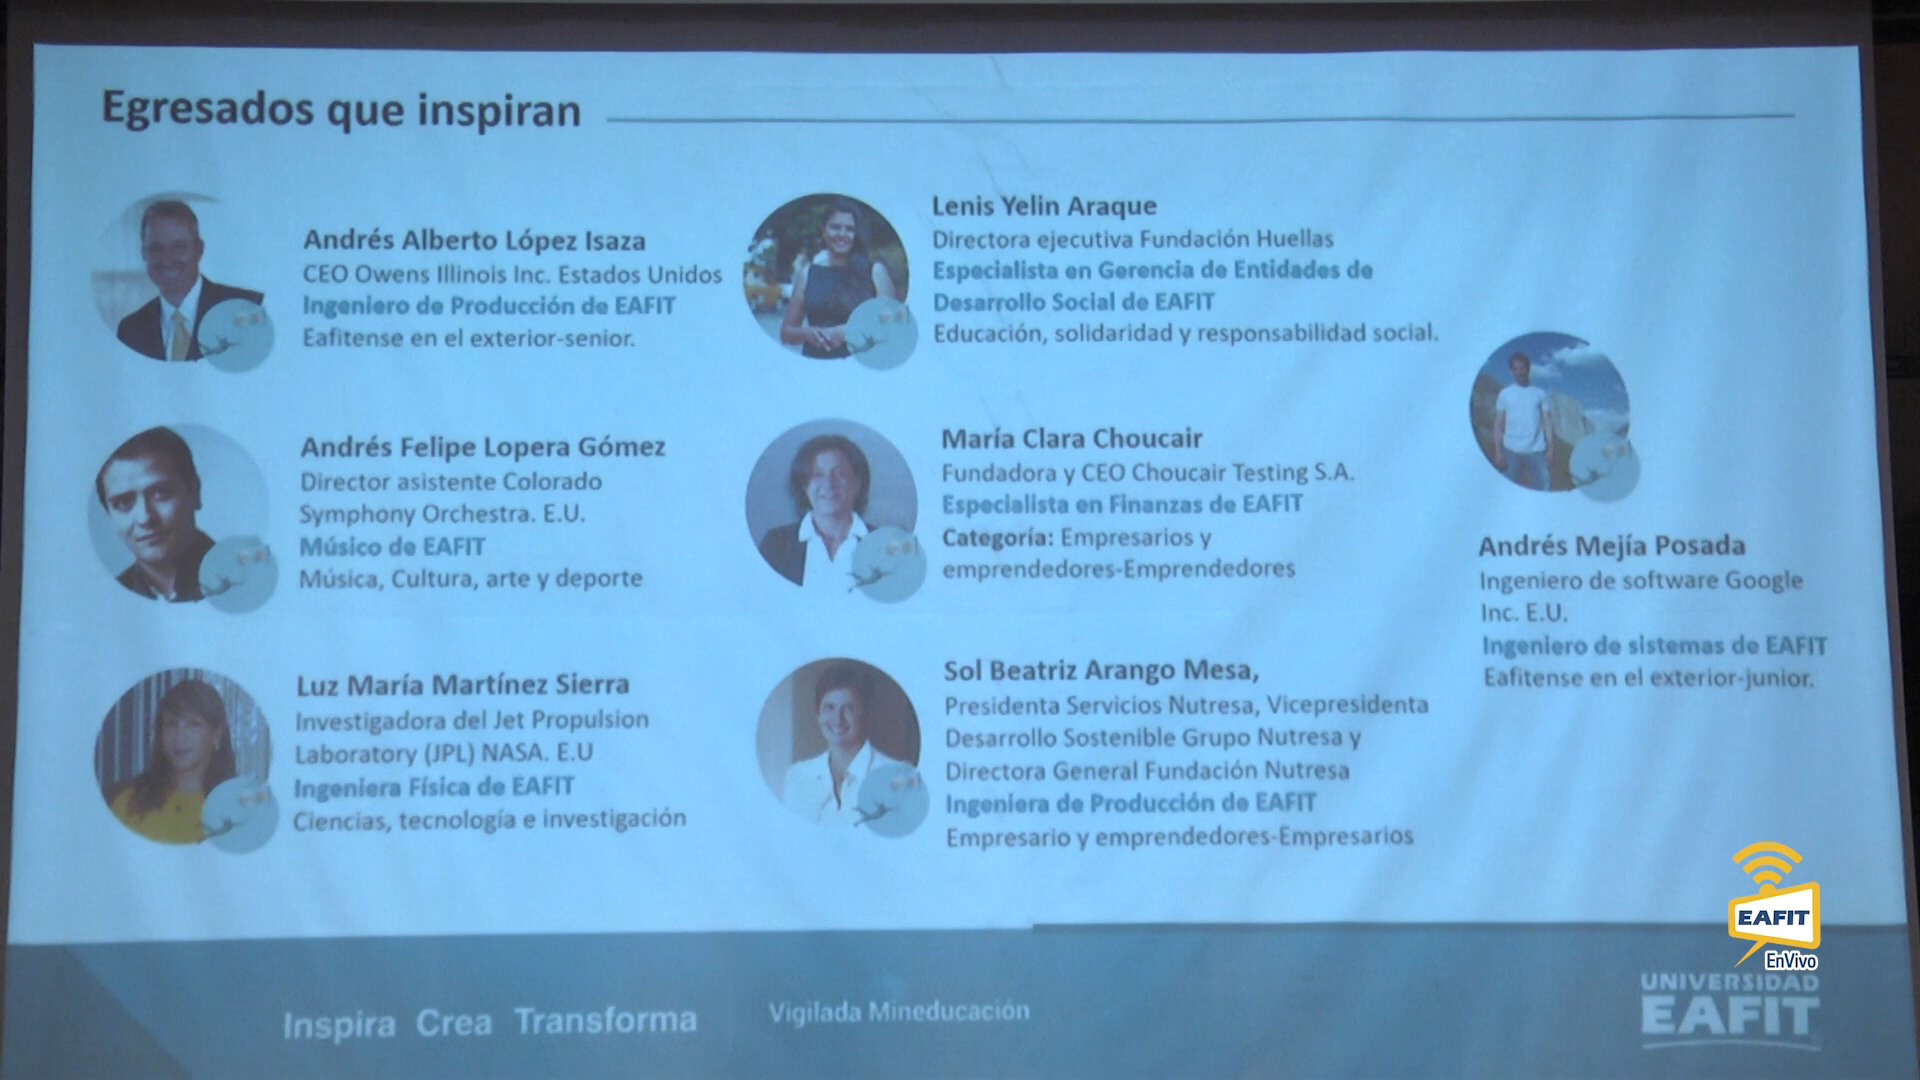 Egresados que inspiran
Andrés Alberto López Isaza
CEO Owens Illinois Inc. Estados Unidos
Ingeniero de Producción de EAFIT
Eafitense en el exterior-senior.
Andrés Felipe Lopera Gómez
Director asistente Colorado
Symphony Orchestra. E.U.
Músico de EAFIT
Música, Cultura, arte y deporte
Luz María Martínez Sierra
Investigadora del Jet Propulsion
Laboratory (JPL) NASA. E.U
Ingeniera Física de EAFIT
Ciencias, tecnología e investigación
Lenis Yelin Araque
Directora ejecutiva Fundación Huellas
Especialista en Gerencia de Entidades de
Desarrollo Social de EAFIT
Educación, solidaridad y responsabilidad social.
María Clara Choucair
Fundadora y CEO Choucair Testing S.A.
Especialista en Finanzas de EAFIT
Categoría: Empresarios y
emprendedores-Emprendedores
Sol Beatriz Arango Mesa,
Presidenta Servicios Nutresa, Vicepresidenta
Desarrollo Sostenible Grupo Nutresa y
Directora General Fundación Nutresa
Ingeniera de Producción de EAFIT
Empresario y emprendedores-Empresarios
Andrés Mejía Posada
Ingeniero de software Google
Inc. E.U.
Ingeniero de sistemas de EAFIT
Eafitense en el exterior-junior.
EAFIT
EnVivo
Inspira Crea Transforma
Vigilada Mineducación
UNIVERSIDAD
EAFIT